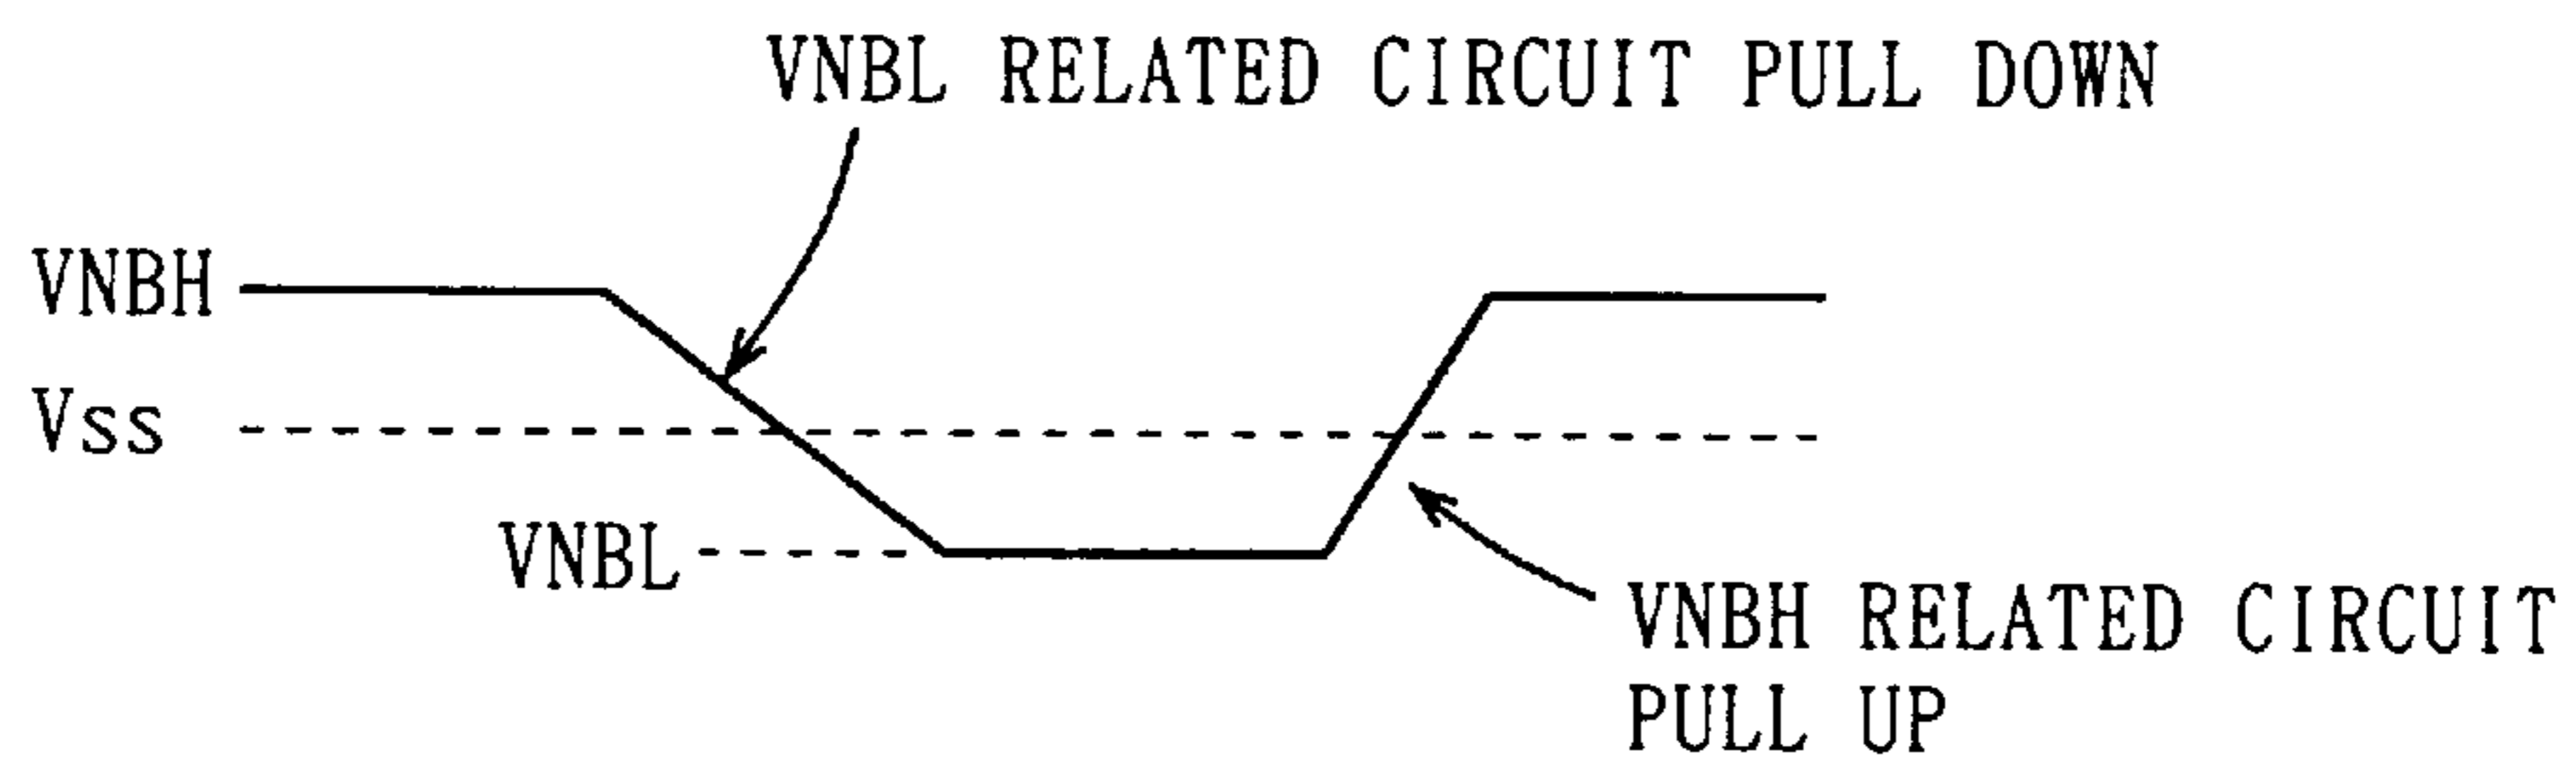 VNBL RELATED CIRCUIT PULL DOWN
VNBH
Vss
VNBL
VNBH RELATED CIRCUIT
PULL UP